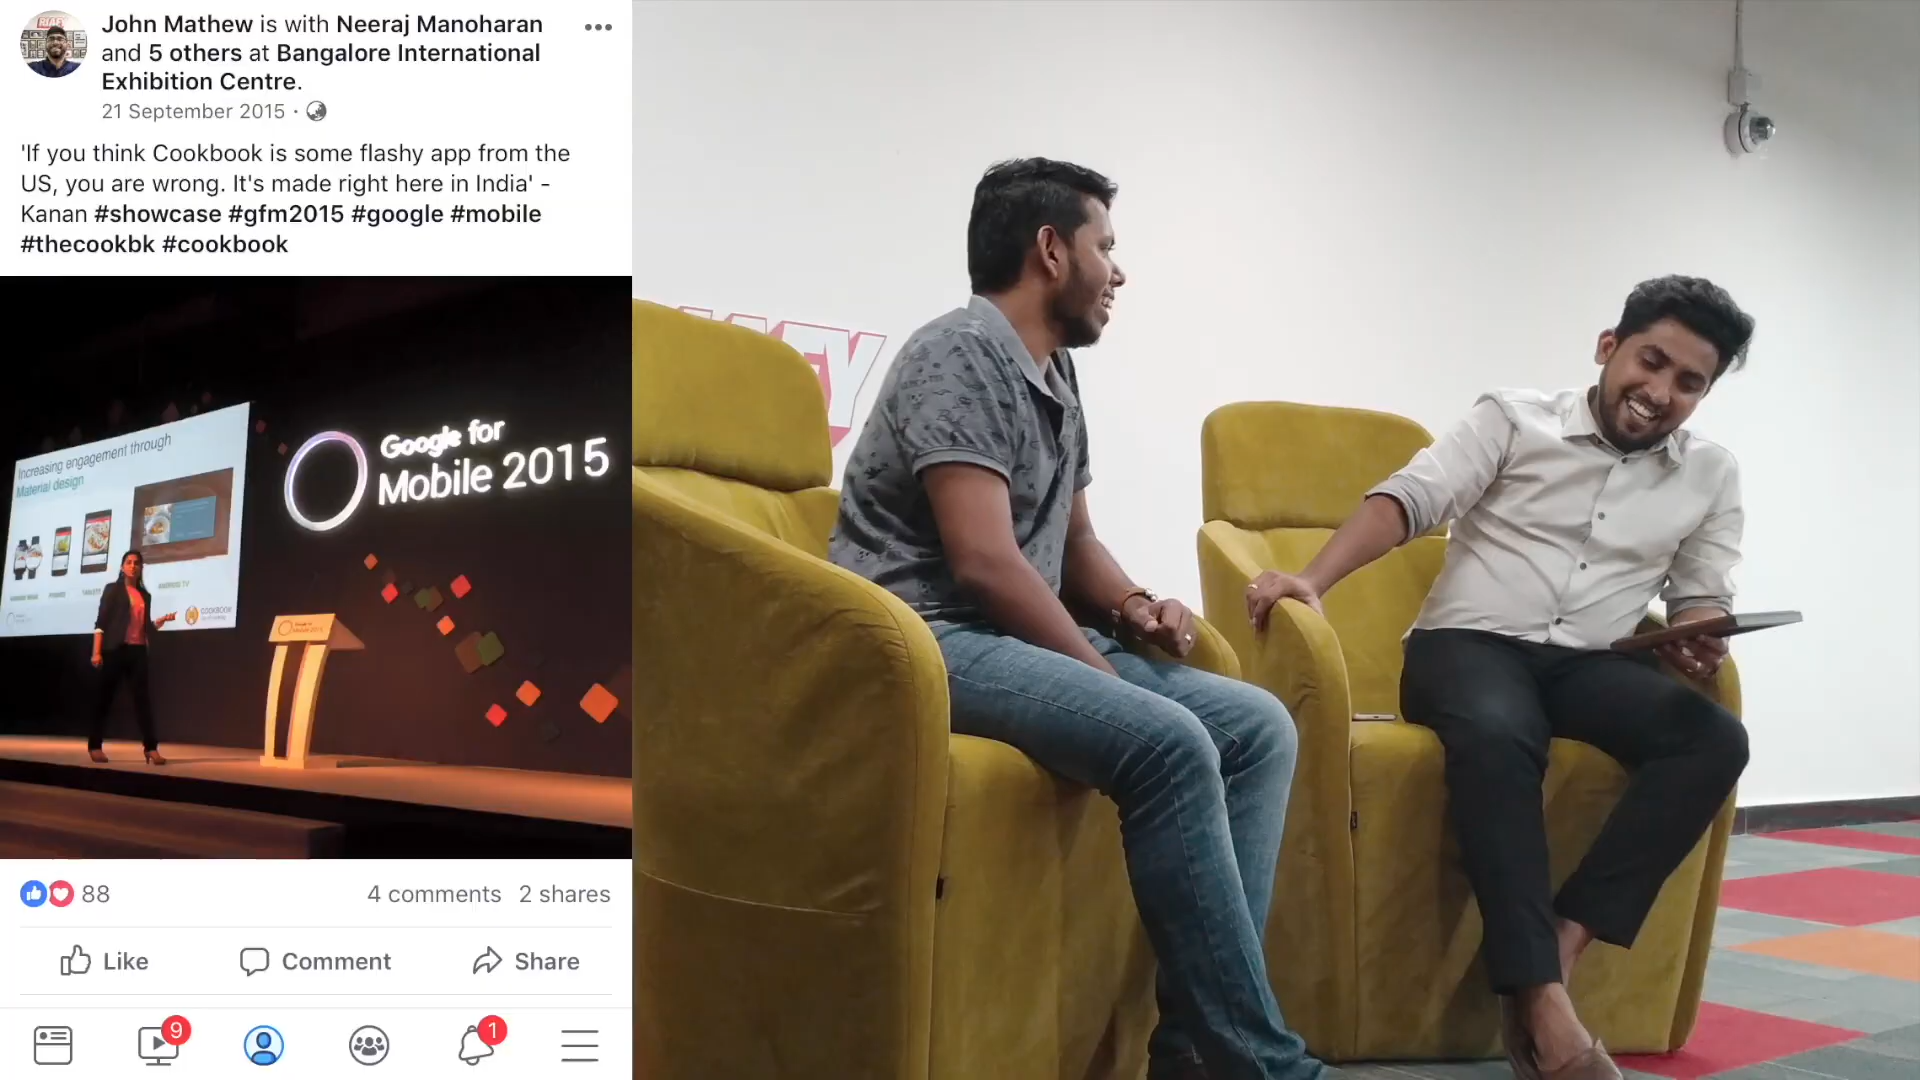 John Mathew is with Neeraj Manoharan
and 5 others at Bangalore International
Exhibition Centre.
21 September 2015 ·
'If you think Cookbook is some flashy app from the
US, you are wrong. It's made right here in India' -
Kanan #showcase #gfm2015 #google #mobile
#thecookbk #cookbook
Increasing engagement through
Material design
ANDROID TV
COOKBOOK
Google for
Mobile 2015
88
4 comments 2 shares
Like Comment Share
9
1